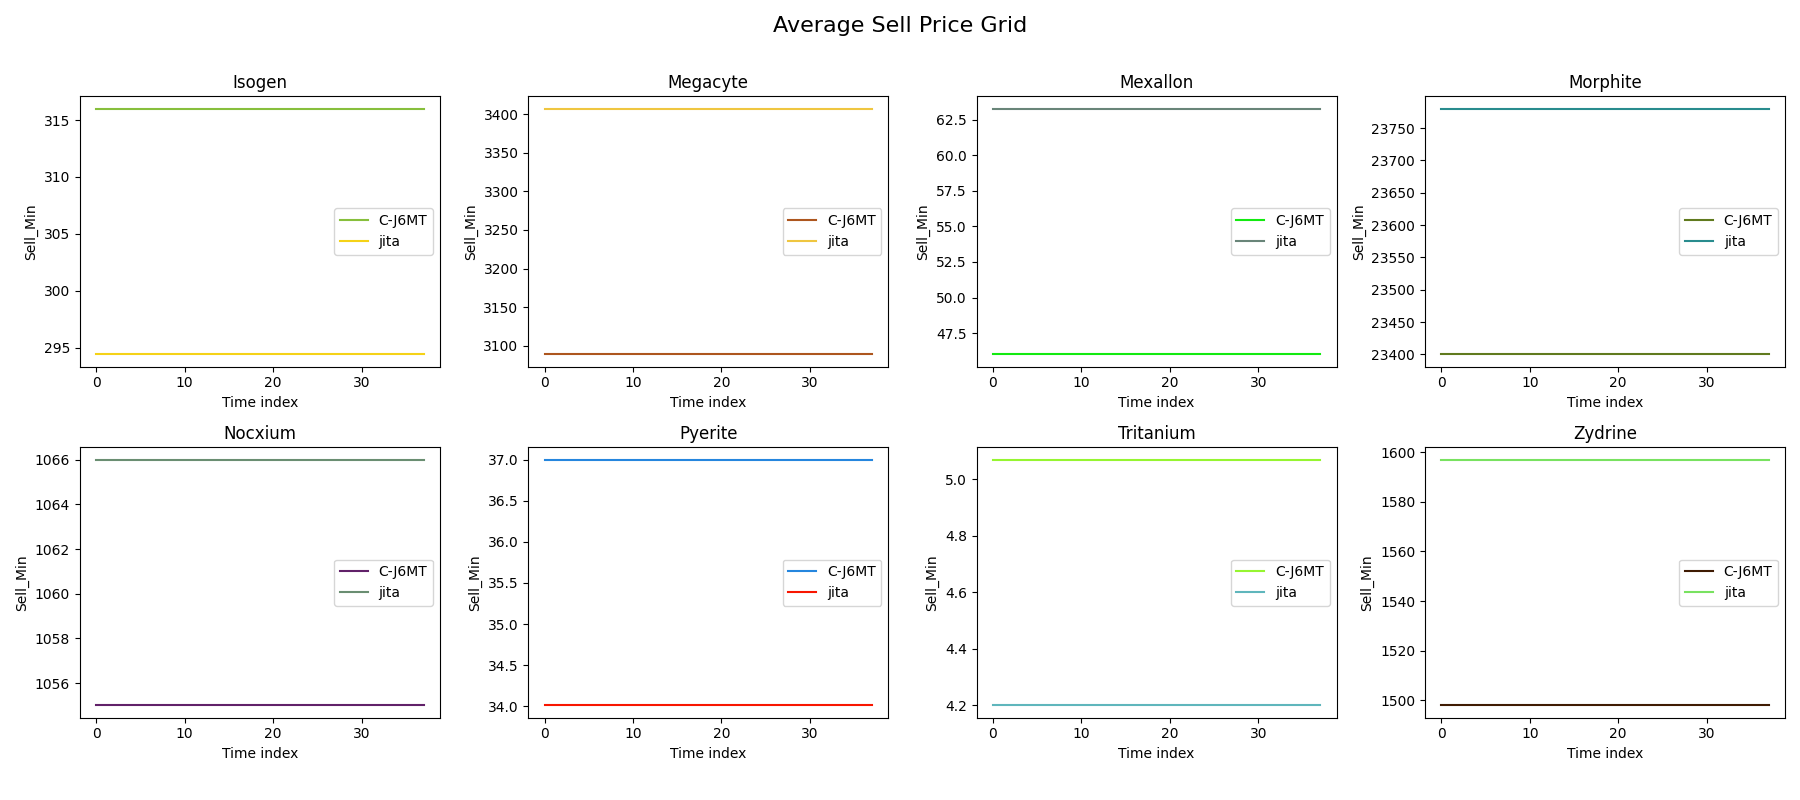 Average Sell Price Grid
Isogen
315
310
305
300
295
Sell_Min
C-J6MT
jita
0 10 20 30
Time index
Megacyte
3400
3350
3300
3250
3200
3150
3100
Sell_Min
C-J6MT
jita
0 10 20 30
Time index
Mexallon
62.5
60.0
57.5
55.0
52.5
50.0
47.5
Sell_Min
C-J6MT
jita
0 10 20 30
Time index
Morphite
23750
23700
23650
23600
23550
23500
23450
23400
Sell_Min
C-J6MT
jita
0 10 20 30
Time index
Nocxium
1066
1064
1062
1060
1058
1056
Sell_Min
C-J6MT
jita
0 10 20 30
Time index
Pyerite
37.0
36.5
36.0
35.5
35.0
34.5
34.0
Sell_Min
C-J6MT
jita
0 10 20 30
Time index
Tritanium
5.0
4.8
4.6
4.4
4.2
Sell_Min
C-J6MT
jita
0 10 20 30
Time index
Zydrine
1600
1580
1560
1540
1520
1500
Sell_Min
C-J6MT
jita
0 10 20 30
Time index